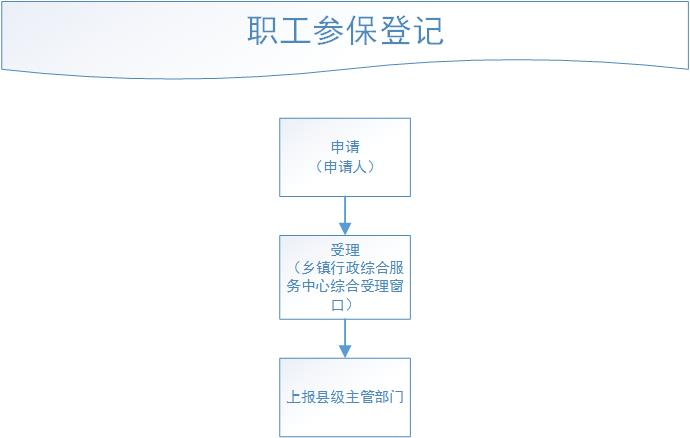 职工参保登记
申请
（申请人）
受理
（乡镇行政综合服
务中心综合受理窗
口）
上报县级主管部门